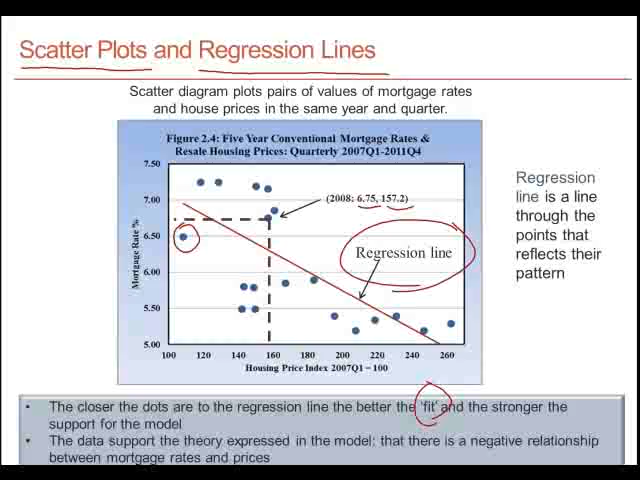 Scatter Plots and Regression Lines
Scatter diagram plots pairs of values of mortgage rates
and house prices in the same year and quarter.
Figure 2.4: Five Year Conventional Mortgage Rates &
Resale Housing Prices: Quarterly 2007Q1-2011Q4
7.50
7.00
6.50
6.00
5.50
5.00
Mortgage Rate %
(2008; 6.75, 157.2)
Regression line
100 120 140 160 180 200 220 240 260
Housing Price Index 2007Q1 = 100
Regression
line is a line
through the
points that
reflects their
pattern
• The closer the dots are to the regression line the better the ‘fit’ and the stronger the
support for the model
• The data support the theory expressed in the model; that there is a negative relationship
between mortgage rates and prices